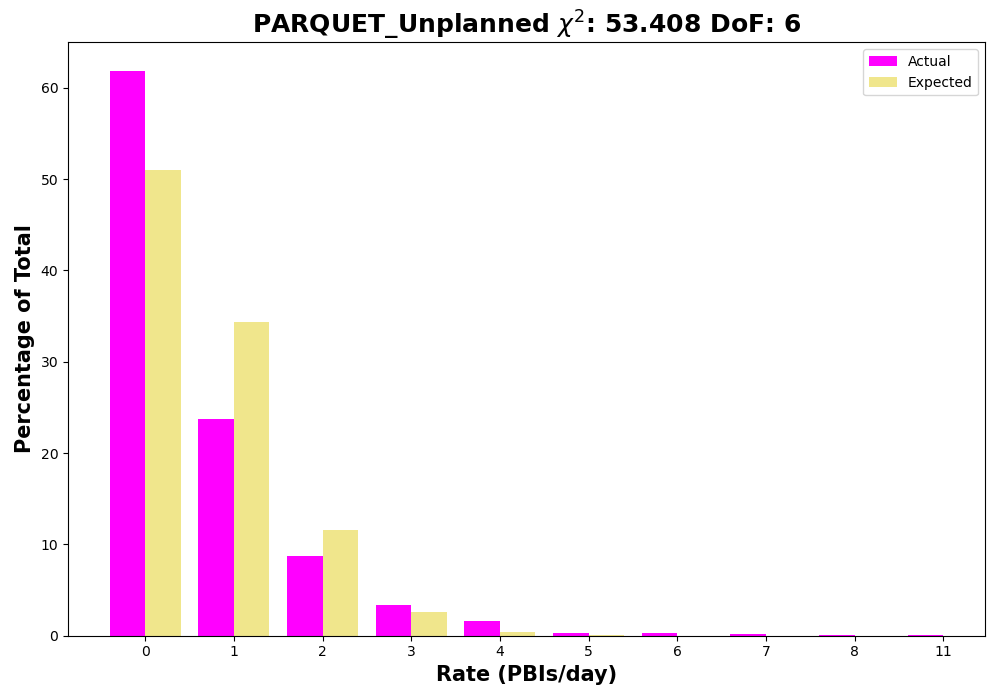 PARQUET_Unplanned χ²: 53.408 DoF: 6
Actual
Expected
Percentage of Total
60
50
40
30
20
10
0
0 1 2 3 4 5 6 7 8 11
Rate (PBIs/day)